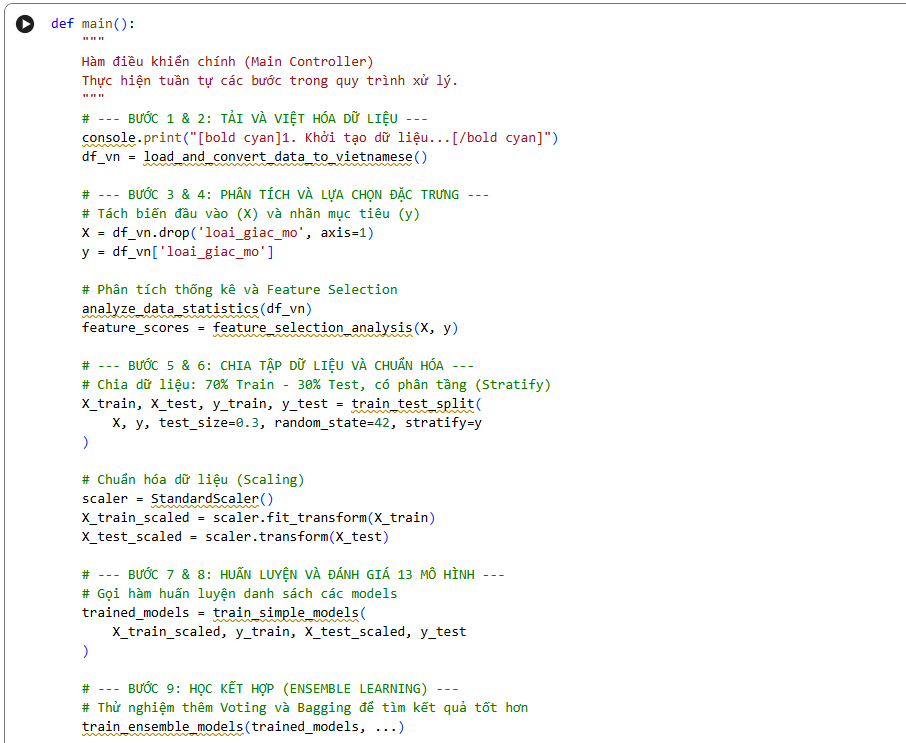 def main():
    """
    Hàm điều khiển chính (Main Controller)
    Thực hiện tuần tự các bước trong quy trình xử lý.
    """
    # --- BƯỚC 1 & 2: TẢI VÀ VIỆT HÓA DỮ LIỆU ---
    console.print("[bold cyan]1. Khởi tạo dữ liệu...[/bold cyan]")
    df_vn = load_and_convert_data_to_vietnamese()

    # --- BƯỚC 3 & 4: PHÂN TÍCH VÀ LỰA CHỌN ĐẶC TRƯNG ---
    # Tách biến đầu vào (X) và nhãn mục tiêu (y)
    X = df_vn.drop('loai_giac_mo', axis=1)
    y = df_vn['loai_giac_mo']

    # Phân tích thống kê và Feature Selection
    analyze_data_statistics(df_vn)
    feature_scores = feature_selection_analysis(X, y)

    # --- BƯỚC 5 & 6: CHIA TẬP DỮ LIỆU VÀ CHUẨN HÓA ---
    # Chia dữ liệu: 70% Train - 30% Test, có phân tầng (Stratify)
    X_train, X_test, y_train, y_test = train_test_split(
        X, y, test_size=0.3, random_state=42, stratify=y
    )

    # Chuẩn hóa dữ liệu (Scaling)
    scaler = StandardScaler()
    X_train_scaled = scaler.fit_transform(X_train)
    X_test_scaled = scaler.transform(X_test)

    # --- BƯỚC 7 & 8: HUẤN LUYỆN VÀ ĐÁNH GIÁ 13 MÔ HÌNH ---
    # Gọi hàm huấn luyện danh sách các models
    trained_models = train_simple_models(
        X_train_scaled, y_train, X_test_scaled, y_test
    )

    # --- BƯỚC 9: HỌC KẾT HỢP (ENSEMBLE LEARNING) ---
    # Thử nghiệm thêm Voting và Bagging để tìm kết quả tốt hơn
    train_ensemble_models(trained_models, ...)